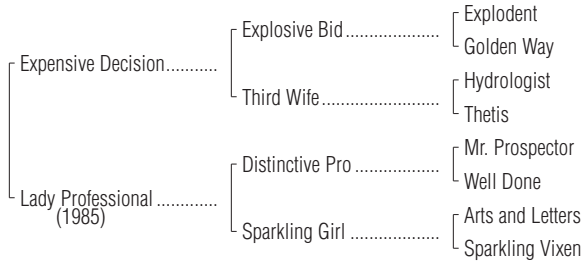 Explodent
Explosive Bid......................
Golden Way
Expensive Decision...........
Hydrologist
Third Wife...........................
Thetis
Mr. Prospector
Distinctive Pro ....................
Well Done
Lady Professional .............
(1985)
Arts and Letters
Sparkling Girl .....................
Sparkling Vixen